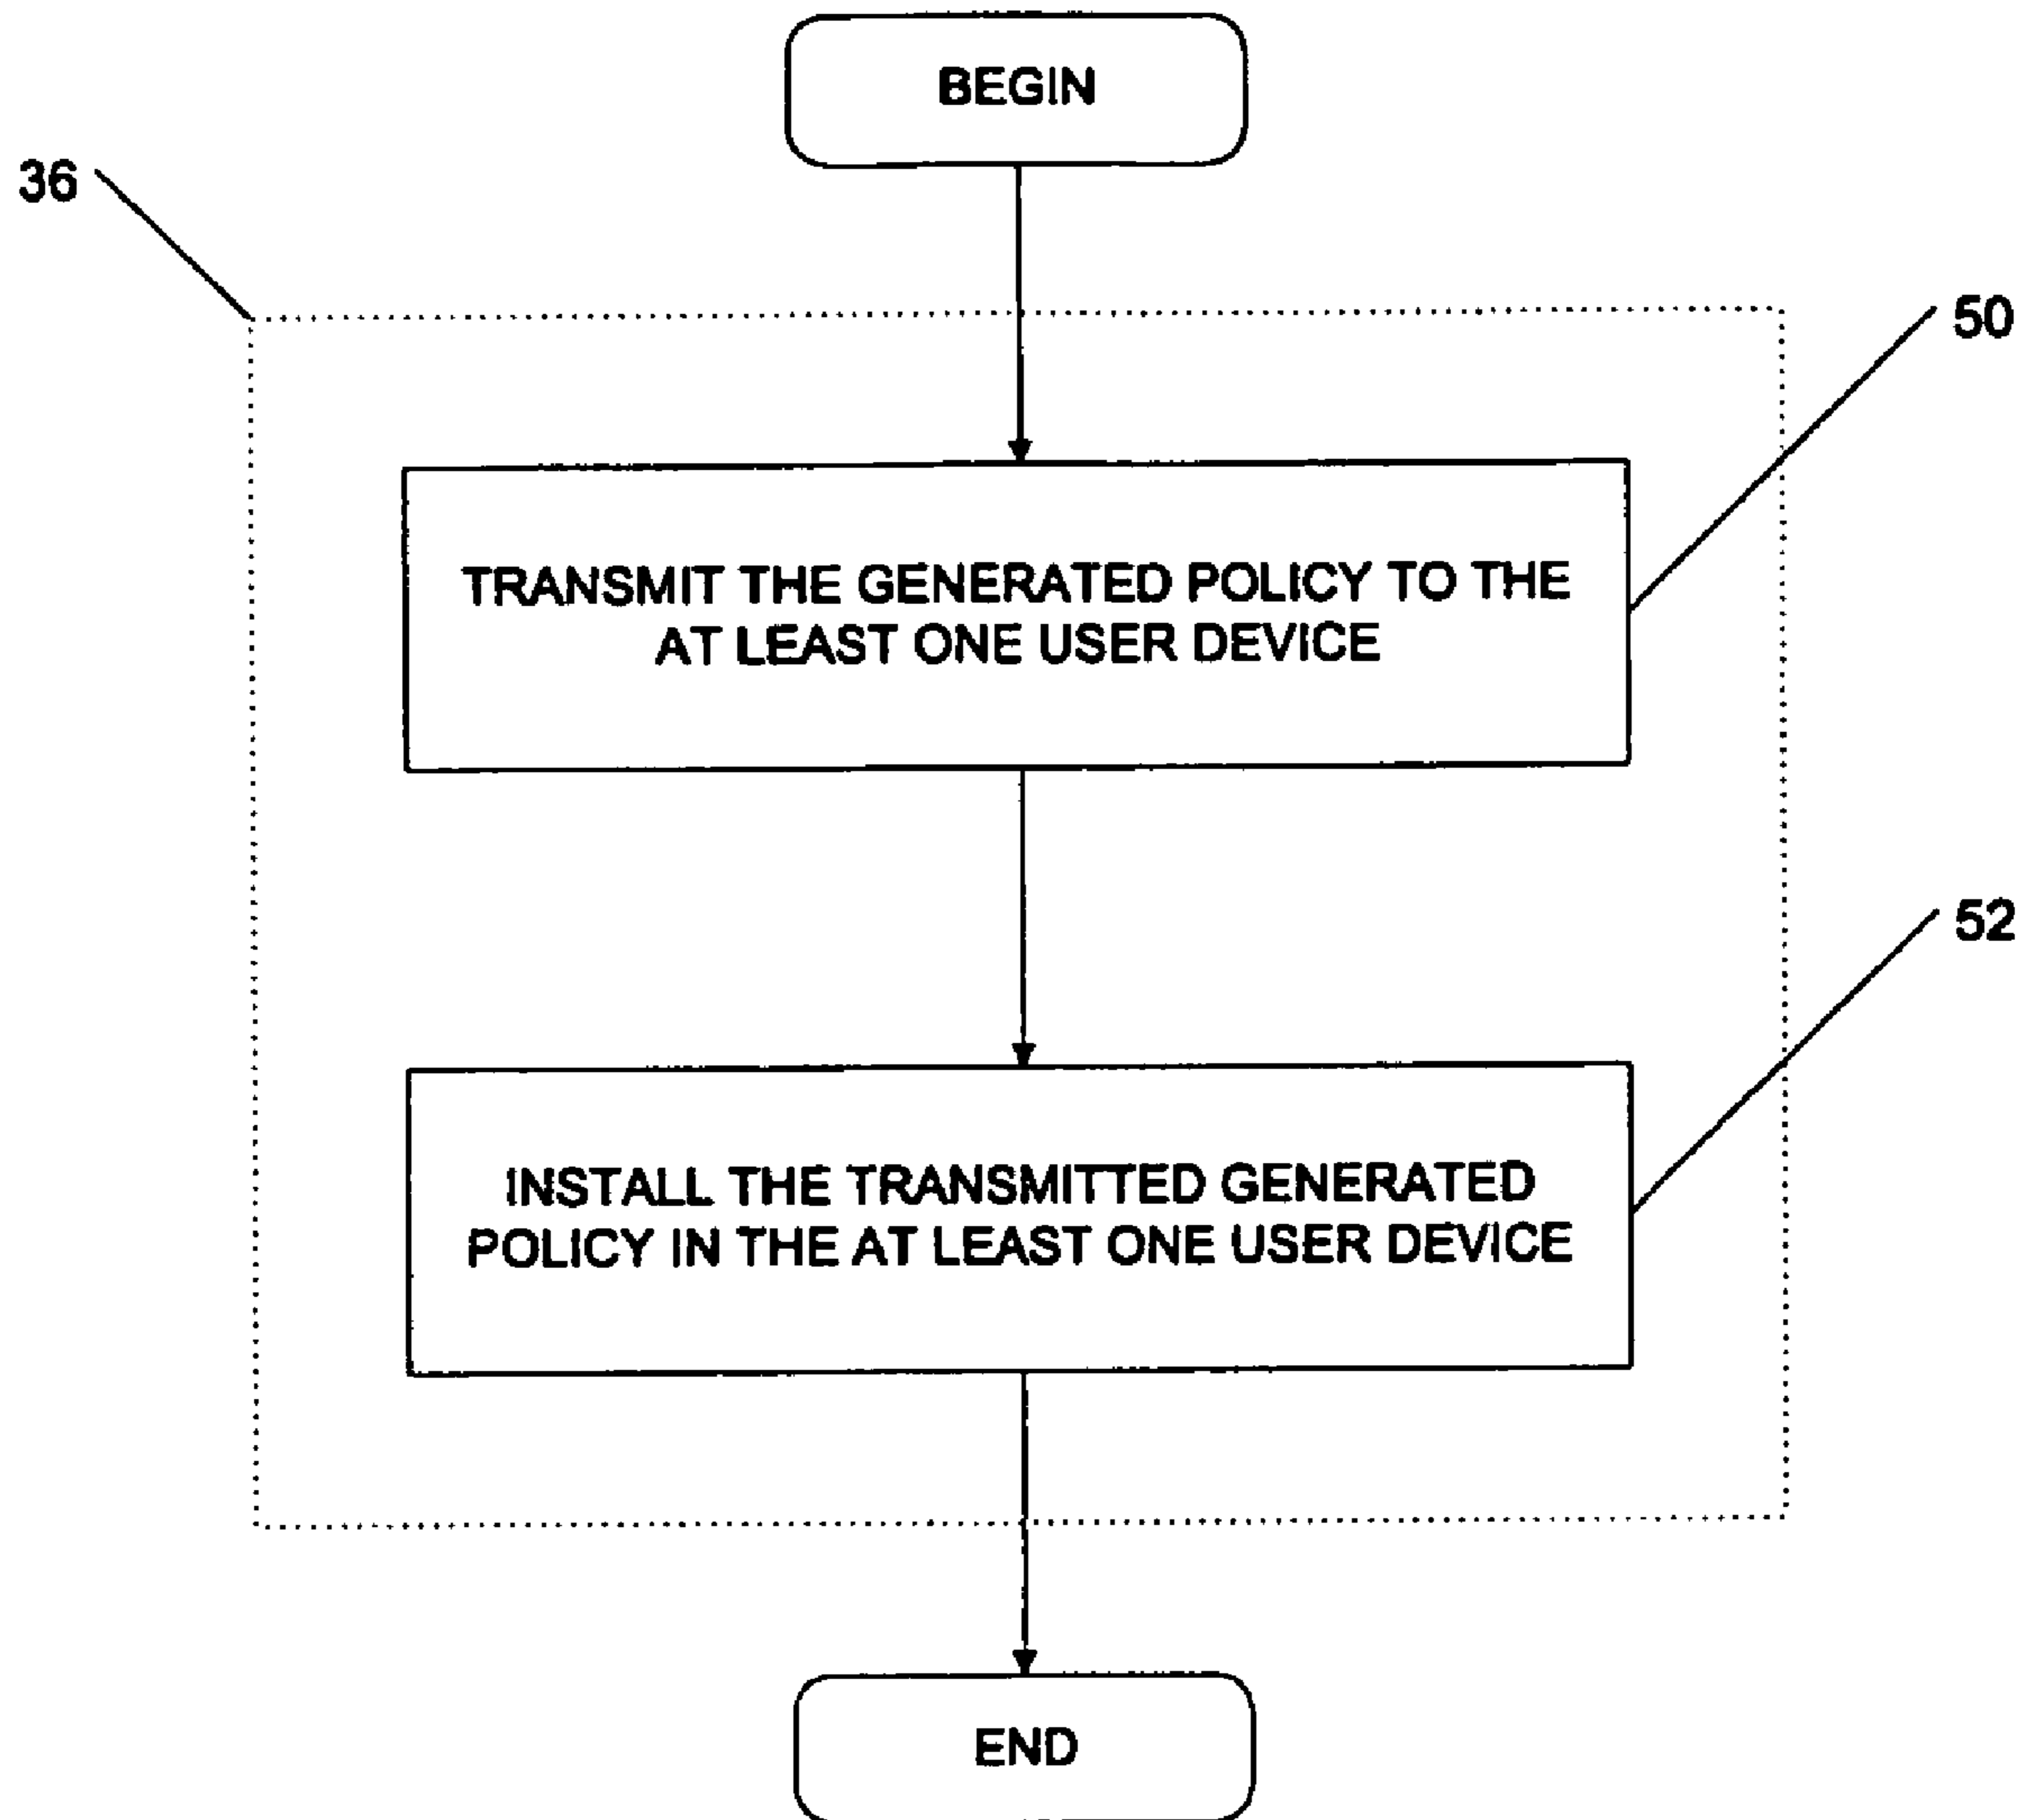 BEGIN
36
50
TRANSMIT THE GENERATED POLICY TO THE
AT LEAST ONE USER DEVICE
52
INSTALL THE TRANSMITTED GENERATED
POLICY IN THE AT LEAST ONE USER DEVICE
END